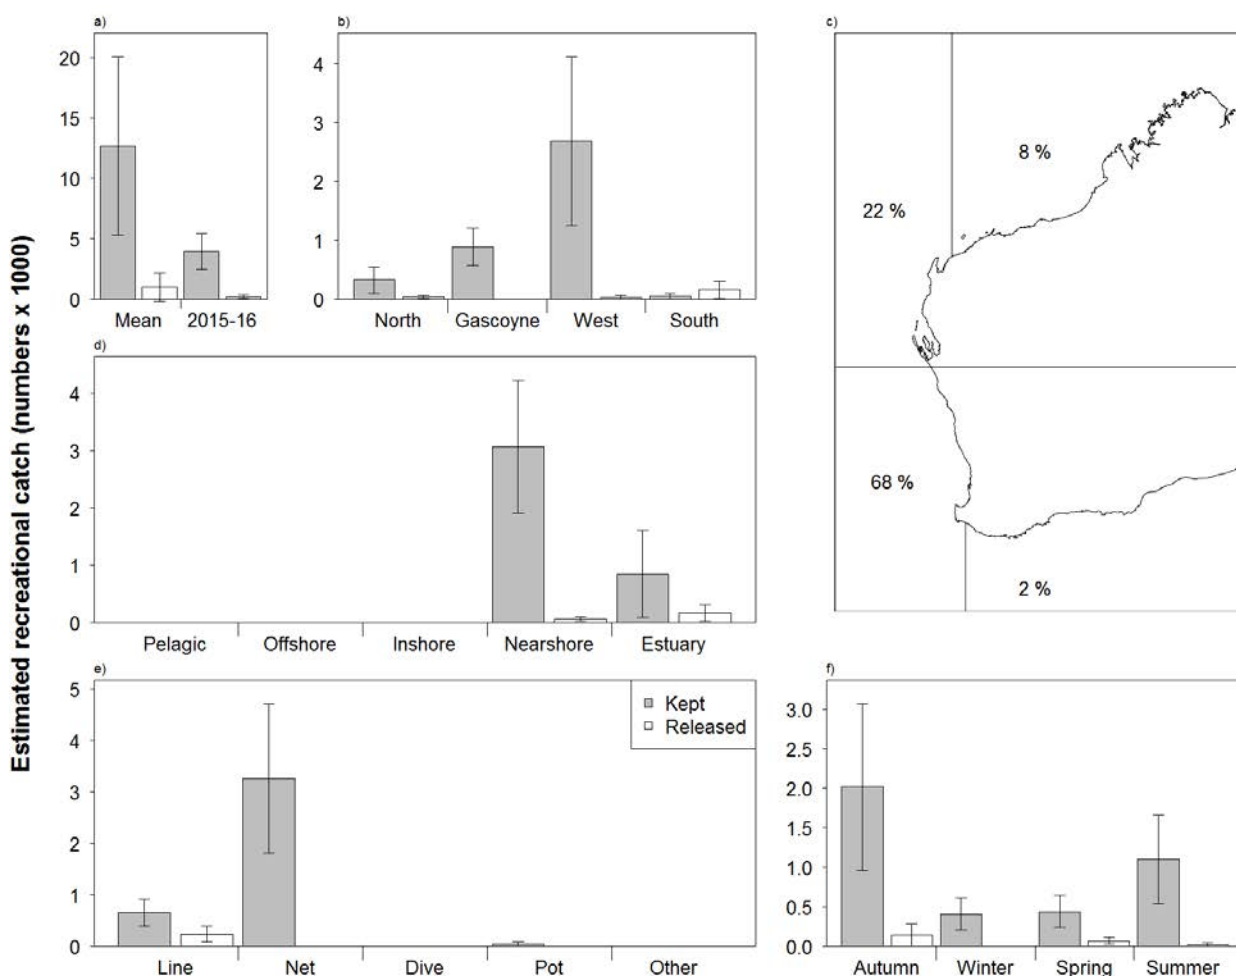 Estimated recreational catch (numbers x 1000)
a)
20
15
10
5
0
Mean 2015-16
b)
4
3
2
1
0
North Gascoyne West South
c)
8 %
22 %
68 %
2 %
d)
4
3
2
1
0
Pelagic Offshore Inshore Nearshore Estuary
e)
5
4
3
2
1
0
Kept
Released
Line Net Dive Pot Other
f)
3.0
2.5
2.0
1.5
1.0
0.5
0.0
Autumn Winter Spring Summer